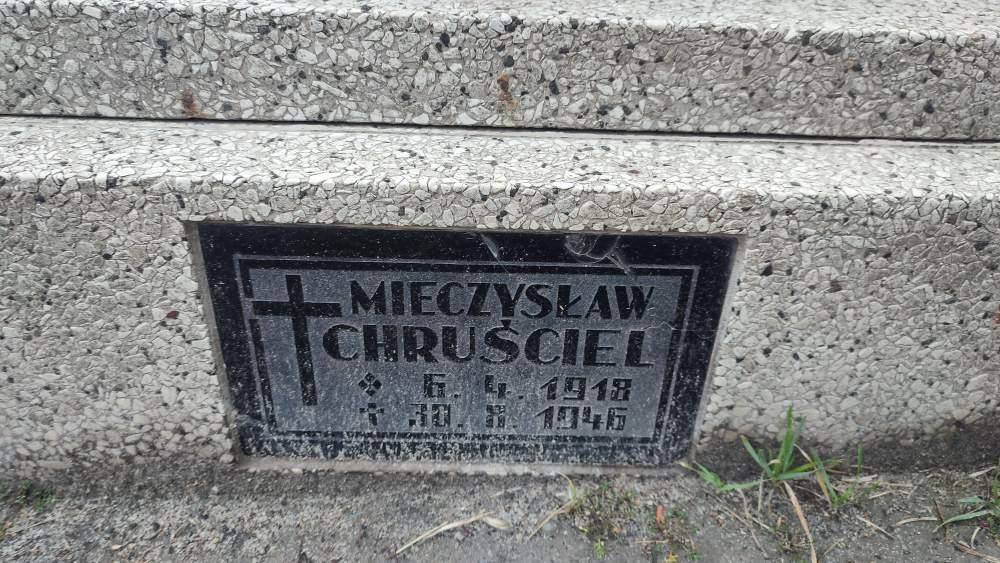 MIECZYSŁAW
CHRUŚCIEL
6. 4. 1918
30. 8. 1946